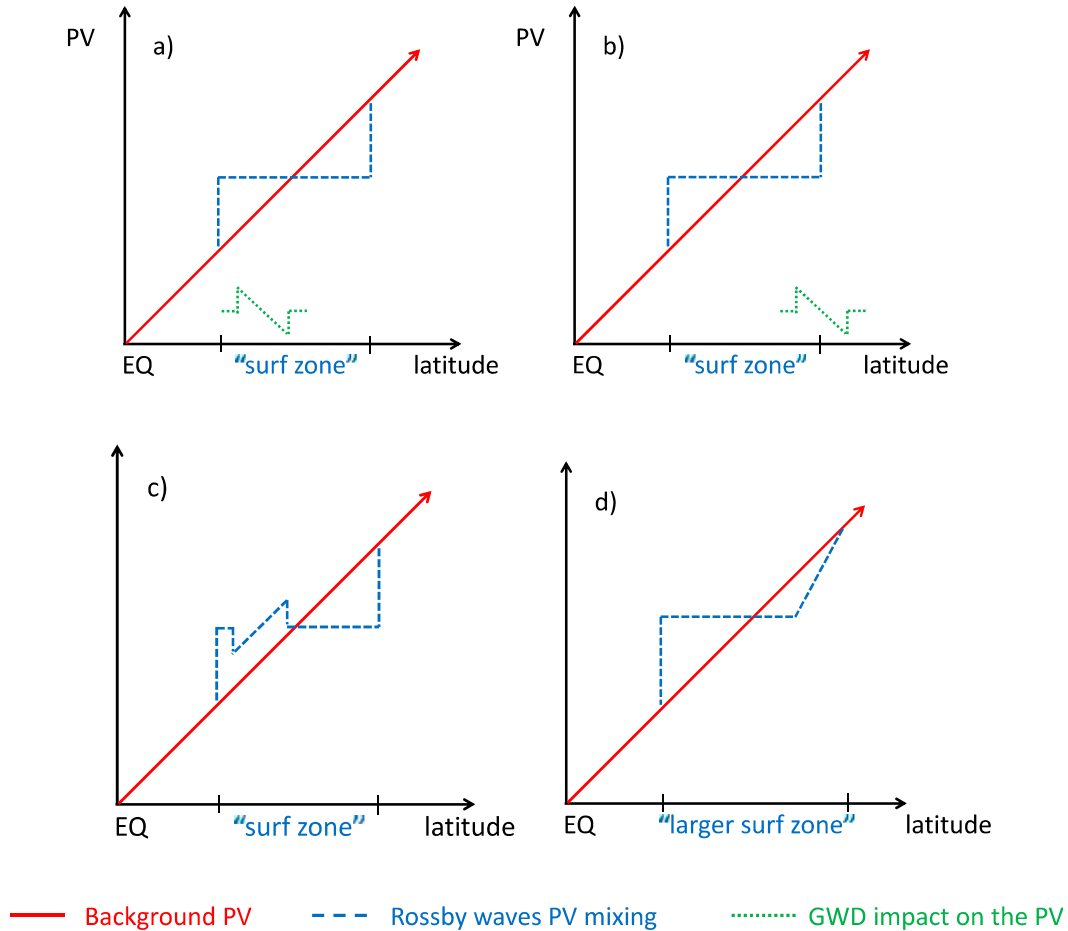 PV
a)
EQ
“surf zone”
latitude
PV
b)
EQ
“surf zone”
latitude
c)
EQ
“surf zone”
latitude
d)
EQ
“larger surf zone”
latitude
Background PV
Rossby waves PV mixing
GWD impact on the PV